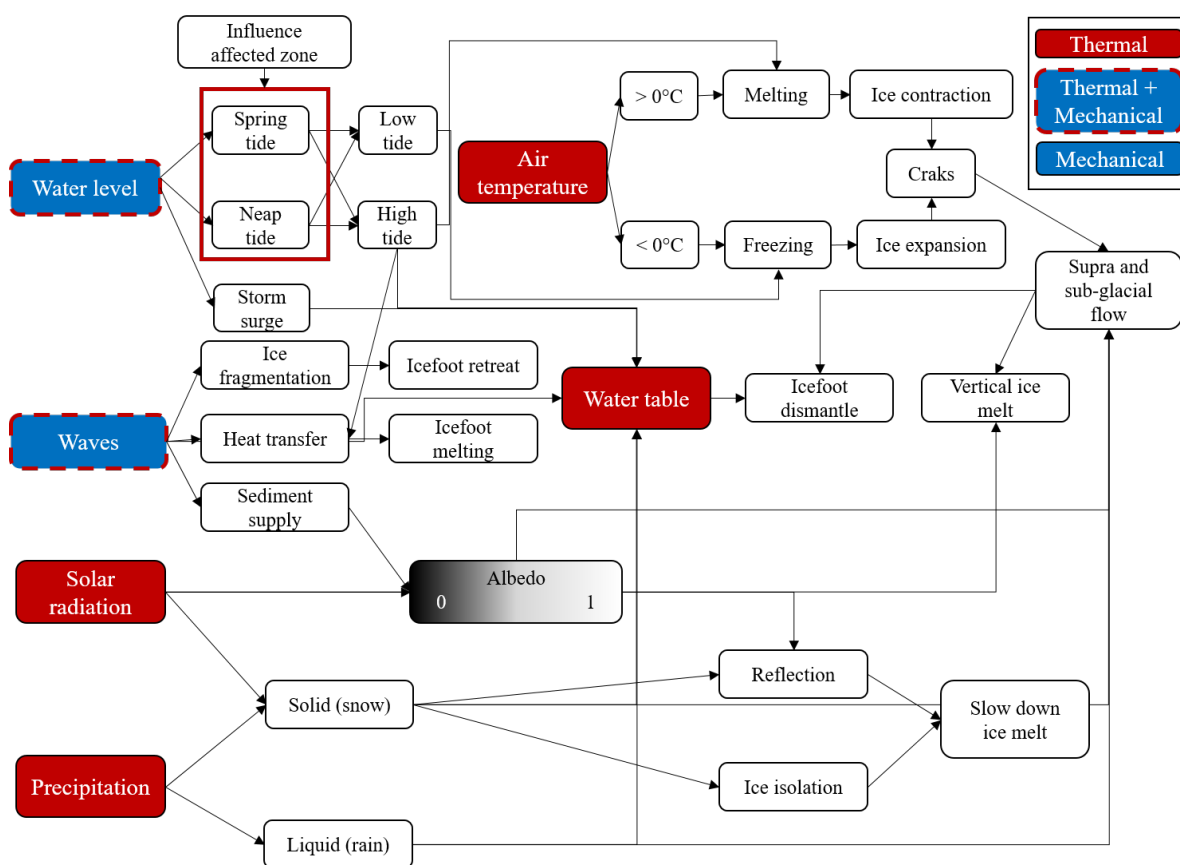 Influence
affected zone
Spring
tide
Neap
tide
Low
tide
High
tide
Water level
Storm
surge
Air
temperature
> 0°C
< 0°C
Melting
Freezing
Ice contraction
Ice expansion
Craks
Supra and
sub-glacial
flow
Thermal
Thermal +
Mechanical
Mechanical
Waves
Ice
fragmentation
Icefoot retreat
Heat transfer
Icefoot
melting
Sediment
supply
Water table
Icefoot
dismantle
Vertical ice
melt
Solar
radiation
Albedo
0 1
Precipitation
Solid (snow)
Liquid (rain)
Reflection
Ice isolation
Slow down
ice melt